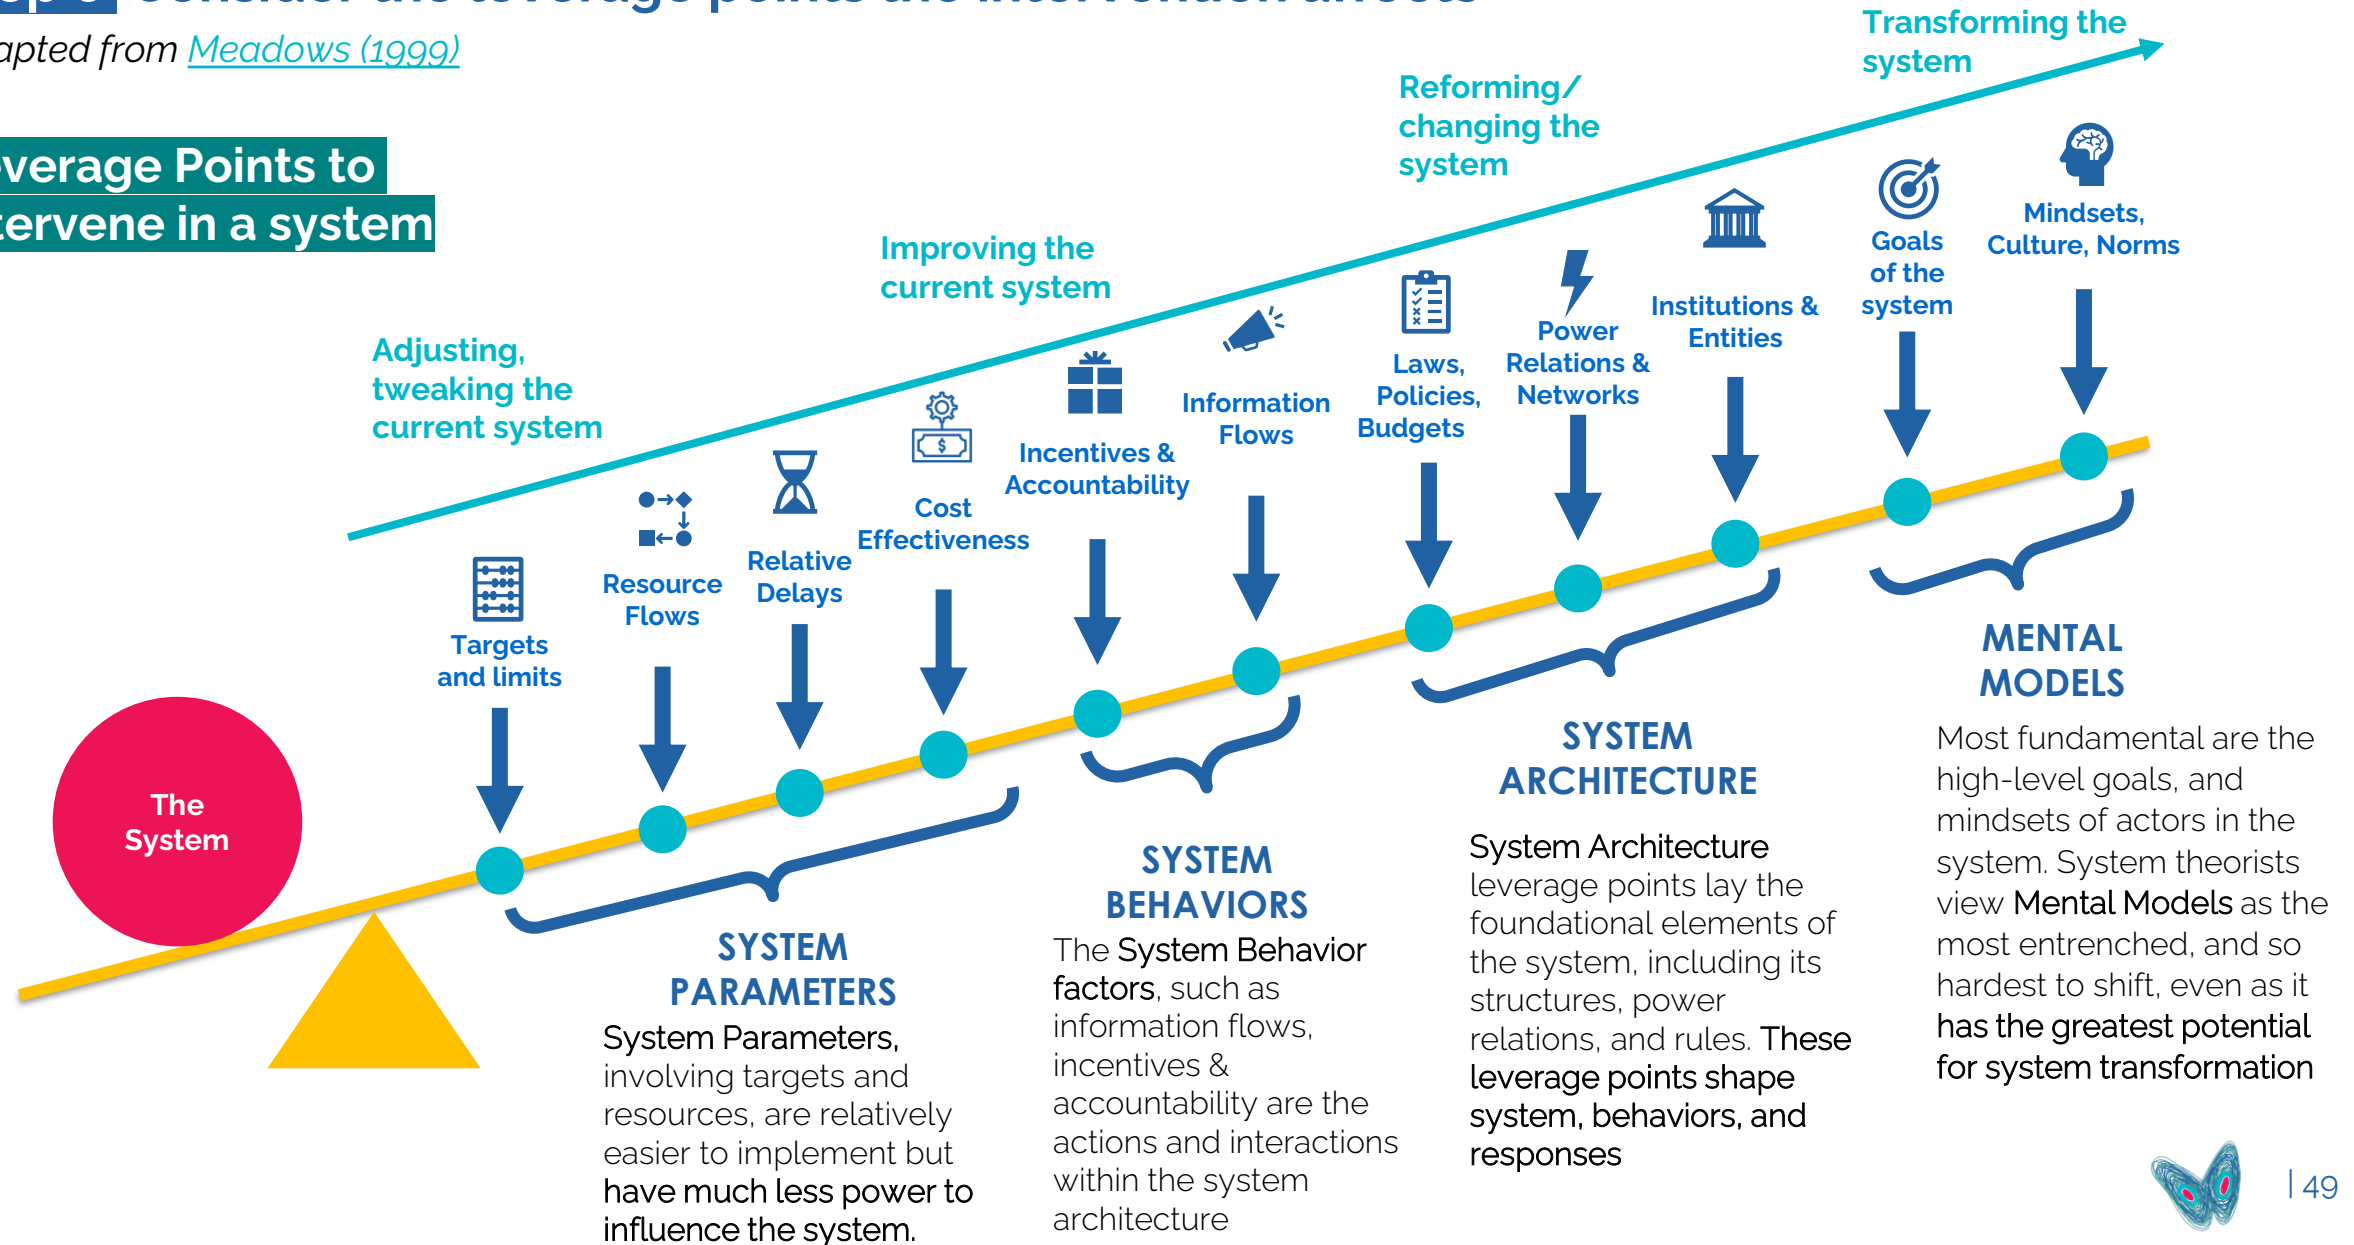 consider the leverage points the intervention affects
apted from Meadows (1999)
verage Points to
tervene in a system
Transforming the
system
Reforming/
changing the
system
Improving the
current system
Adjusting,
tweaking the
current system
Targets
and limits
Resource
Flows
Relative
Delays
Cost
Effectiveness
Incentives &
Accountability
Information
Flows
Laws,
Policies,
Budgets
Power
Relations &
Networks
Institutions &
Entities
Goals
of the
system
Mindsets,
Culture, Norms
The
System
SYSTEM
PARAMETERS
System Parameters,
involving targets and
resources, are relatively
easier to implement but
have much less power to
influence the system.
SYSTEM
BEHAVIORS
The System Behavior
factors, such as
information flows,
incentives &
accountability are the
actions and interactions
within the system
architecture
SYSTEM
ARCHITECTURE
System Architecture
leverage points lay the
foundational elements of
the system, including its
structures, power
relations, and rules. These
leverage points shape
system, behaviors, and
responses
MENTAL
MODELS
Most fundamental are the
high-level goals, and
mindsets of actors in the
system. System theorists
view Mental Models as the
most entrenched, and so
hardest to shift, even as it
has the greatest potential
for system transformation
| 49